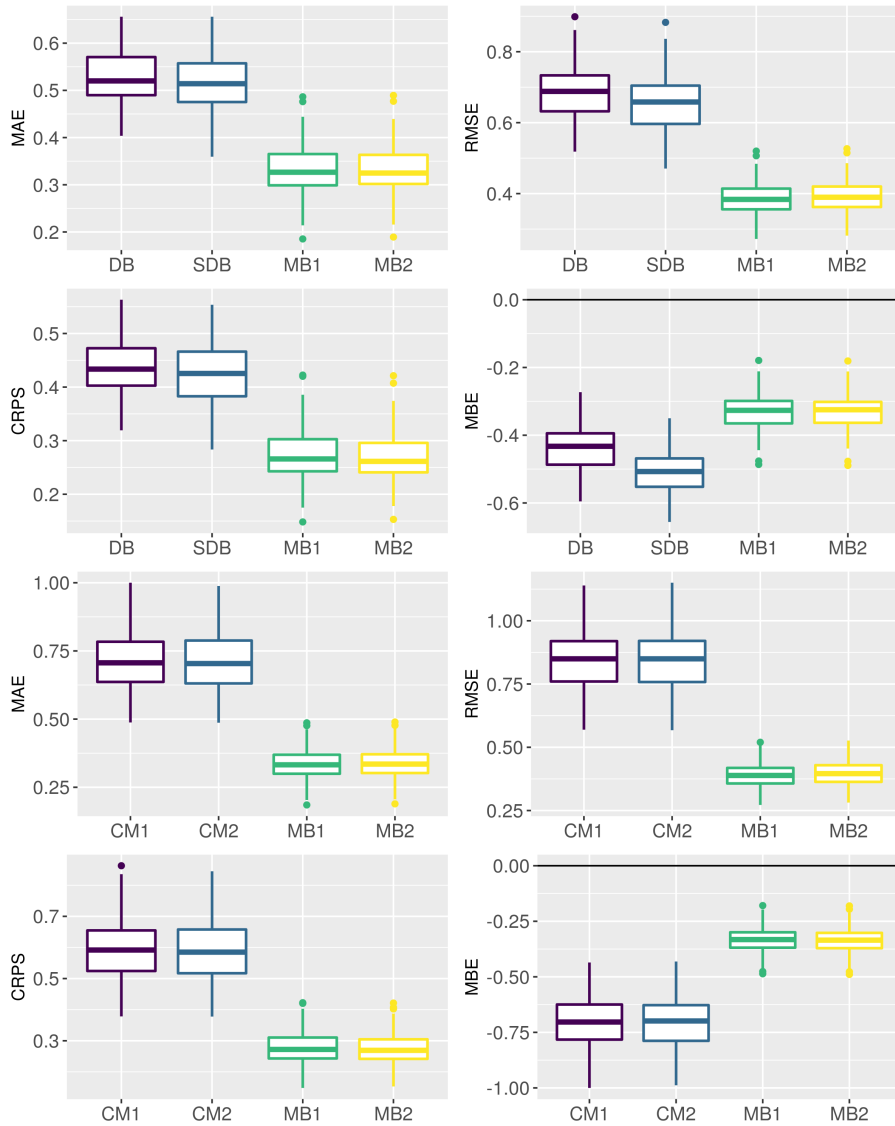 MAE
0.6
0.5
0.4
0.3
0.2
DB SDB MB1 MB2
RMSE
0.8
0.6
0.4
DB SDB MB1 MB2
CRPS
0.5
0.4
0.3
0.2
DB SDB MB1 MB2
MBE
0.0
-0.2
-0.4
-0.6
DB SDB MB1 MB2
MAE
1.00
0.75
0.50
0.25
CM1 CM2 MB1 MB2
RMSE
1.00
0.75
0.50
0.25
CM1 CM2 MB1 MB2
CRPS
0.7
0.5
0.3
CM1 CM2 MB1 MB2
MBE
0.00
-0.25
-0.50
-0.75
-1.00
CM1 CM2 MB1 MB2